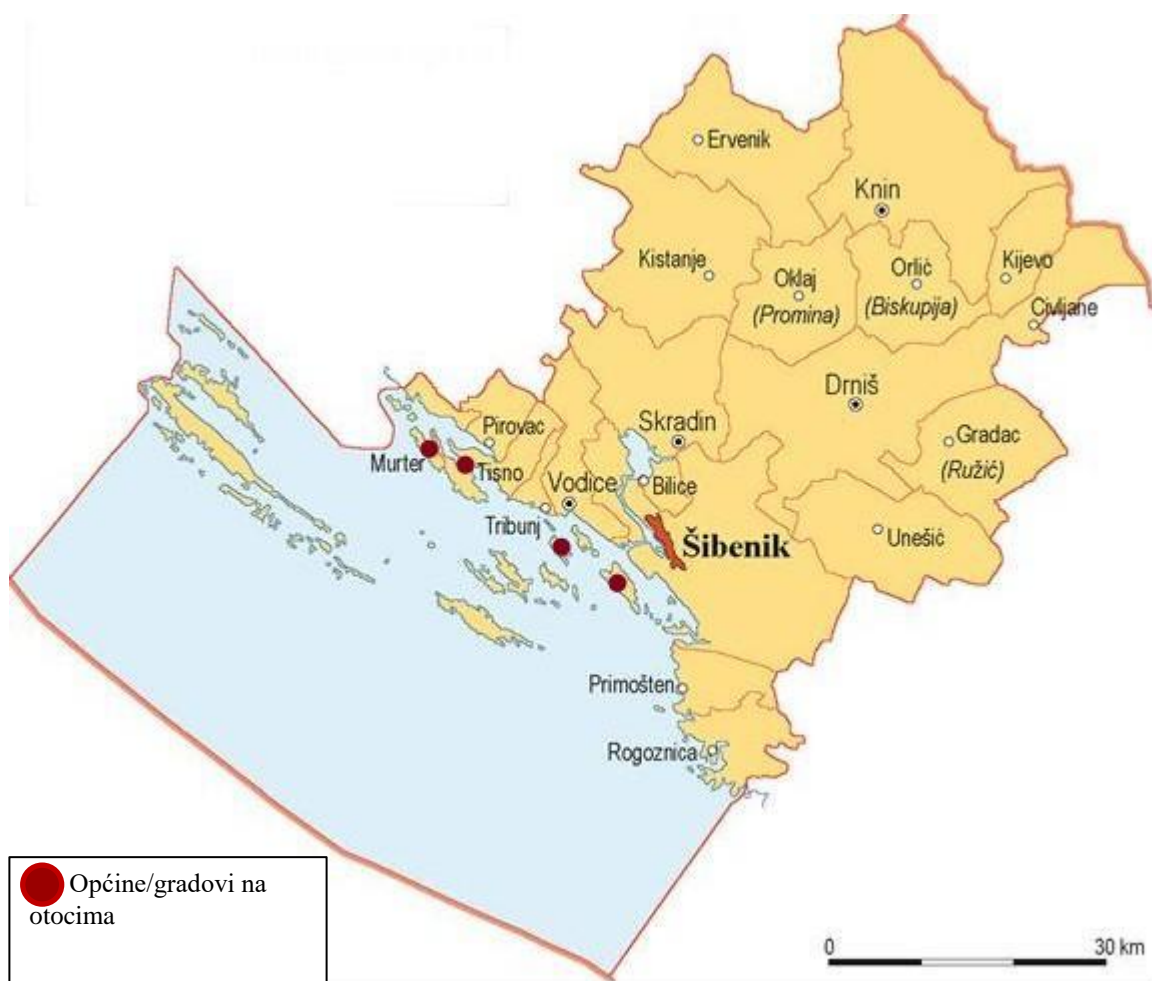 Ervenik
Knin
Kistanje
Oklaj
(Promina)
Orlić
(Biskupija)
Kijevo
Civljane
Drniš
Skradin
Pirovac
Gradac
(Ružić)
Murter
Tisno
Vodice
Bilice
Tribunj
Šibenik
Unešić
Primošten
Rogoznica
Općine/gradovi na
otocima
0 30 km